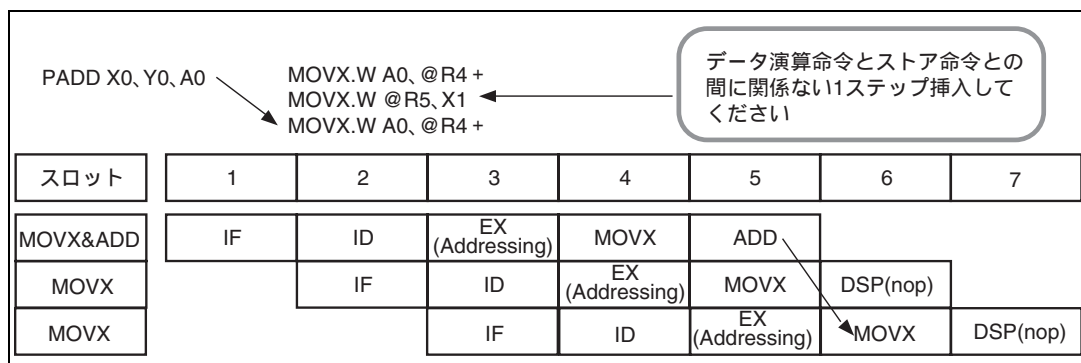 PADD X0、Y0、A0 MOVX.W A0、@R4 +
MOVX.W @R5、X1
MOVX.W A0、@R4 +
データ演算命令とストア命令との
間に関係ない1ステップ挿入して
ください
スロット 1 2 3 4 5 6 7
MOVX&ADD IF ID EX (Addressing) MOVX ADD
MOVX IF ID EX (Addressing) MOVX DSP(nop)
MOVX IF ID EX (Addressing) MOVX DSP(nop)